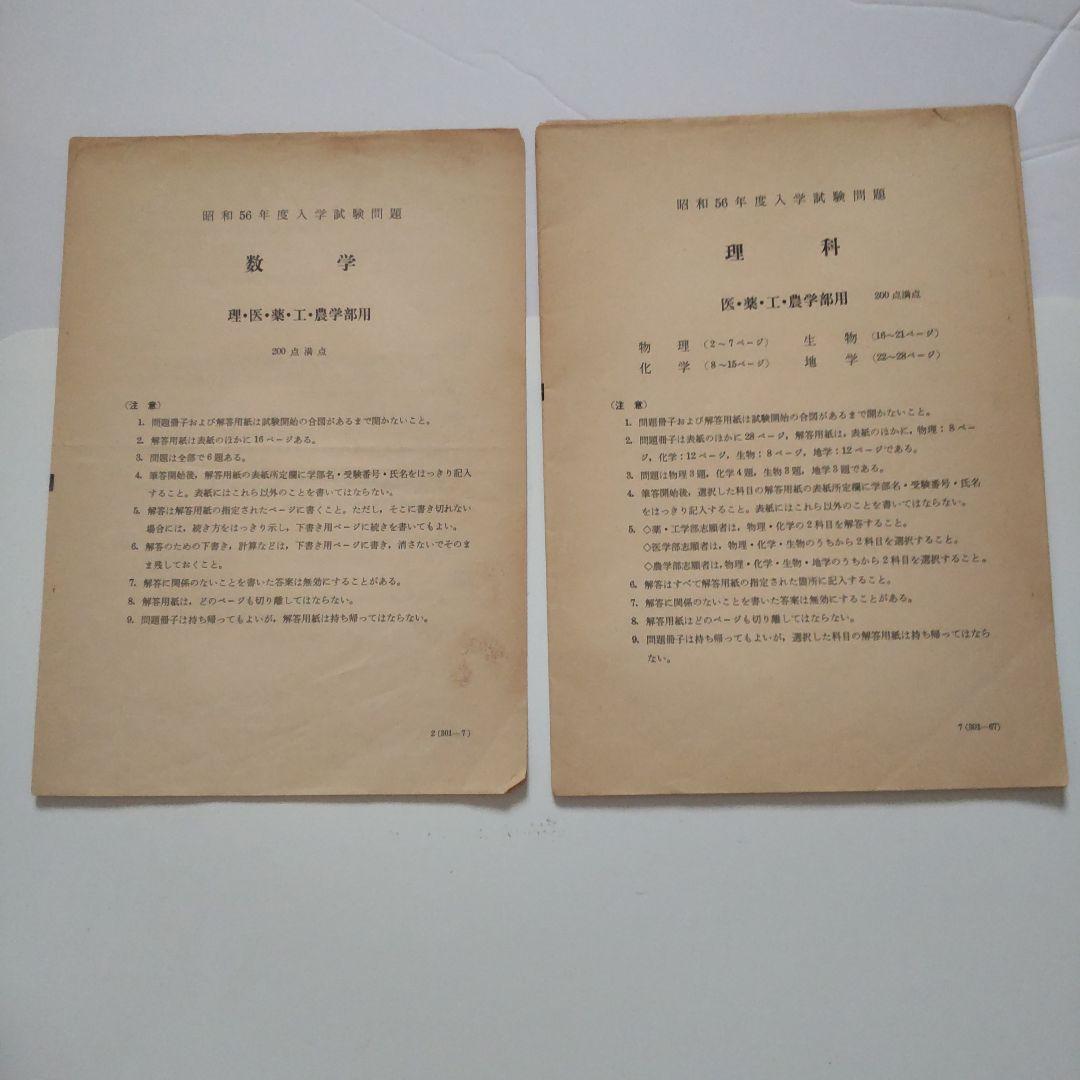 昭和56年度入学試験問題
数学
理・医・薬・工・農学部用
200点満点
(注意)
1. 問題冊子および解答用紙は試験開始の合図があるまで開かないこと。
2. 解答用紙は表紙のほかに16ページある。
3. 問題は全部で6題ある。
4. 筆答開始後，解答用紙の表紙所定欄に学部名・受験番号・氏名をはっきり記入
すること。表紙にはこれら以外のことを書いてはならない。
5. 解答は解答用紙の指定されたページに書くこと。ただし，そこに書き切れない
場合には，続き方をはっきり示し，下書き用ページに続きを書いてもよい。
6. 解答のための下書き，計算などは，下書き用ページに書き，消さないでそのま
ま残しておくこと。
7. 解答に関係のないことを書いた答案は無効にすることがある。
8. 解答用紙は，どのページも切り離してはならない。
9. 問題冊子は持ち帰ってもよいが，解答用紙は持ち帰ってはならない。
2 (301—7)
昭和56年度入学試験問題
理科
医・薬・工・農学部用 200点満点
物理 (2～7ページ) 生物 (16～21ページ)
化学 (8～15ページ) 地学 (22～28ページ)
(注意)
1. 問題冊子および解答用紙は試験開始の合図があるまで開かないこと。
2. 問題冊子は表紙のほかに28ページ，解答用紙は，表紙のほかに，物理：8ペー
ジ，化学：12ページ，生物：8ページ，地学：12ページである。
3. 問題は物理3題，化学4題，生物3題，地学3題である。
4. 筆答開始後，選択した科目の解答用紙の表紙所定欄に学部名・受験番号・氏名
をはっきり記入すること。表紙にはこれら以外のことを書いてはならない。
5. ◇薬・工学部志願者は，物理・化学の2科目を解答すること。
◇医学部志願者は，物理・化学・生物のうちから2科目を選択すること。
◇農学部志願者は，物理・化学・生物・地学のうちから2科目を選択すること。
6. 解答はすべて解答用紙の指定された箇所に記入すること。
7. 解答に関係のないことを書いた答案は無効にすることがある。
8. 解答用紙はどのページも切り離してはならない。
9. 問題冊子は持ち帰ってもよいが，選択した科目の解答用紙は持ち帰ってはなら
ない。
7 (301—67)